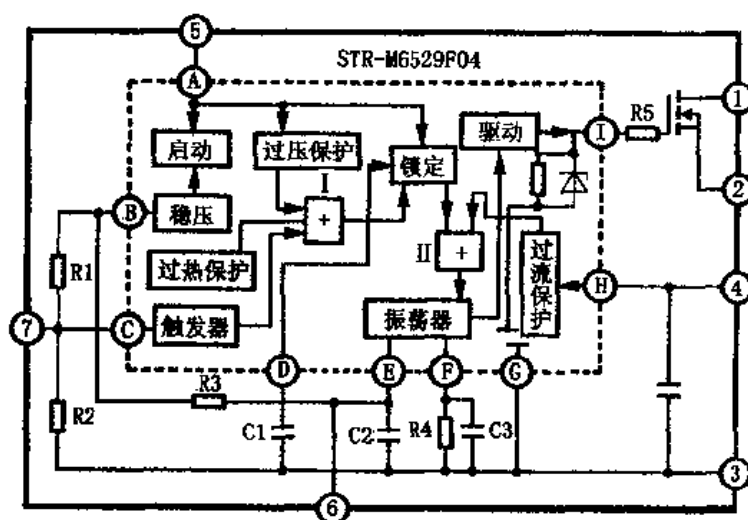 5
STR-M6529F04
A
1
R5
I
驱动
启动
过压保护
锁定
I
2
B
稳压
+
II
+
过流保护
R1
过热保护
H
4
7
C
触发器
振荡器
D
E
F
G
R3
R2
C1
C2
R4
C3
3
6